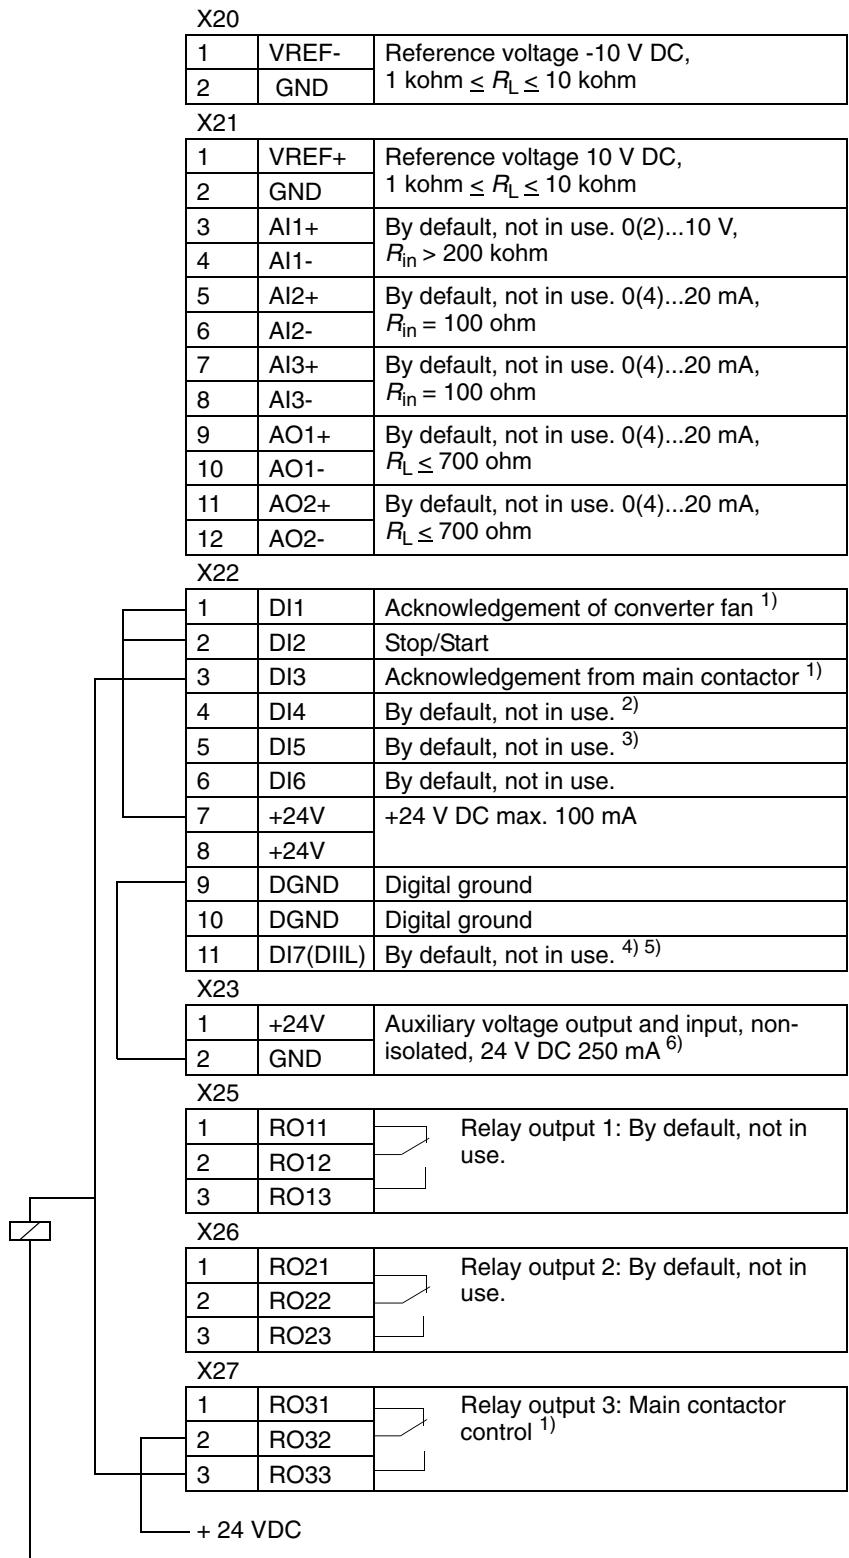 X20
1 VREF- Reference voltage -10 V DC,
1 kohm ≤ RL ≤ 10 kohm
2 GND
X21
1 VREF+ Reference voltage 10 V DC,
1 kohm ≤ RL ≤ 10 kohm
2 GND
3 AI1+ By default, not in use. 0(2)...10 V,
Rin > 200 kohm
4 AI1-
5 AI2+ By default, not in use. 0(4)...20 mA,
Rin = 100 ohm
6 AI2-
7 AI3+ By default, not in use. 0(4)...20 mA,
Rin = 100 ohm
8 AI3-
9 AO1+ By default, not in use. 0(4)...20 mA,
RL ≤ 700 ohm
10 AO1-
11 AO2+ By default, not in use. 0(4)...20 mA,
RL ≤ 700 ohm
12 AO2-
X22
1 DI1 Acknowledgement of converter fan 1)
2 DI2 Stop/Start
3 DI3 Acknowledgement from main contactor 1)
4 DI4 By default, not in use. 2)
5 DI5 By default, not in use. 3)
6 DI6 By default, not in use.
7 +24V +24 V DC max. 100 mA
8 +24V
9 DGND Digital ground
10 DGND Digital ground
11 DI7(DIIL) By default, not in use. 4) 5)
X23
1 +24V Auxiliary voltage output and input, non-
isolated, 24 V DC 250 mA 6)
2 GND
X25
1 RO11 Relay output 1: By default, not in
use.
2 RO12
3 RO13
X26
1 RO21 Relay output 2: By default, not in
use.
2 RO22
3 RO23
X27
1 RO31 Relay output 3: Main contactor
control 1)
2 RO32
3 RO33
+ 24 VDC